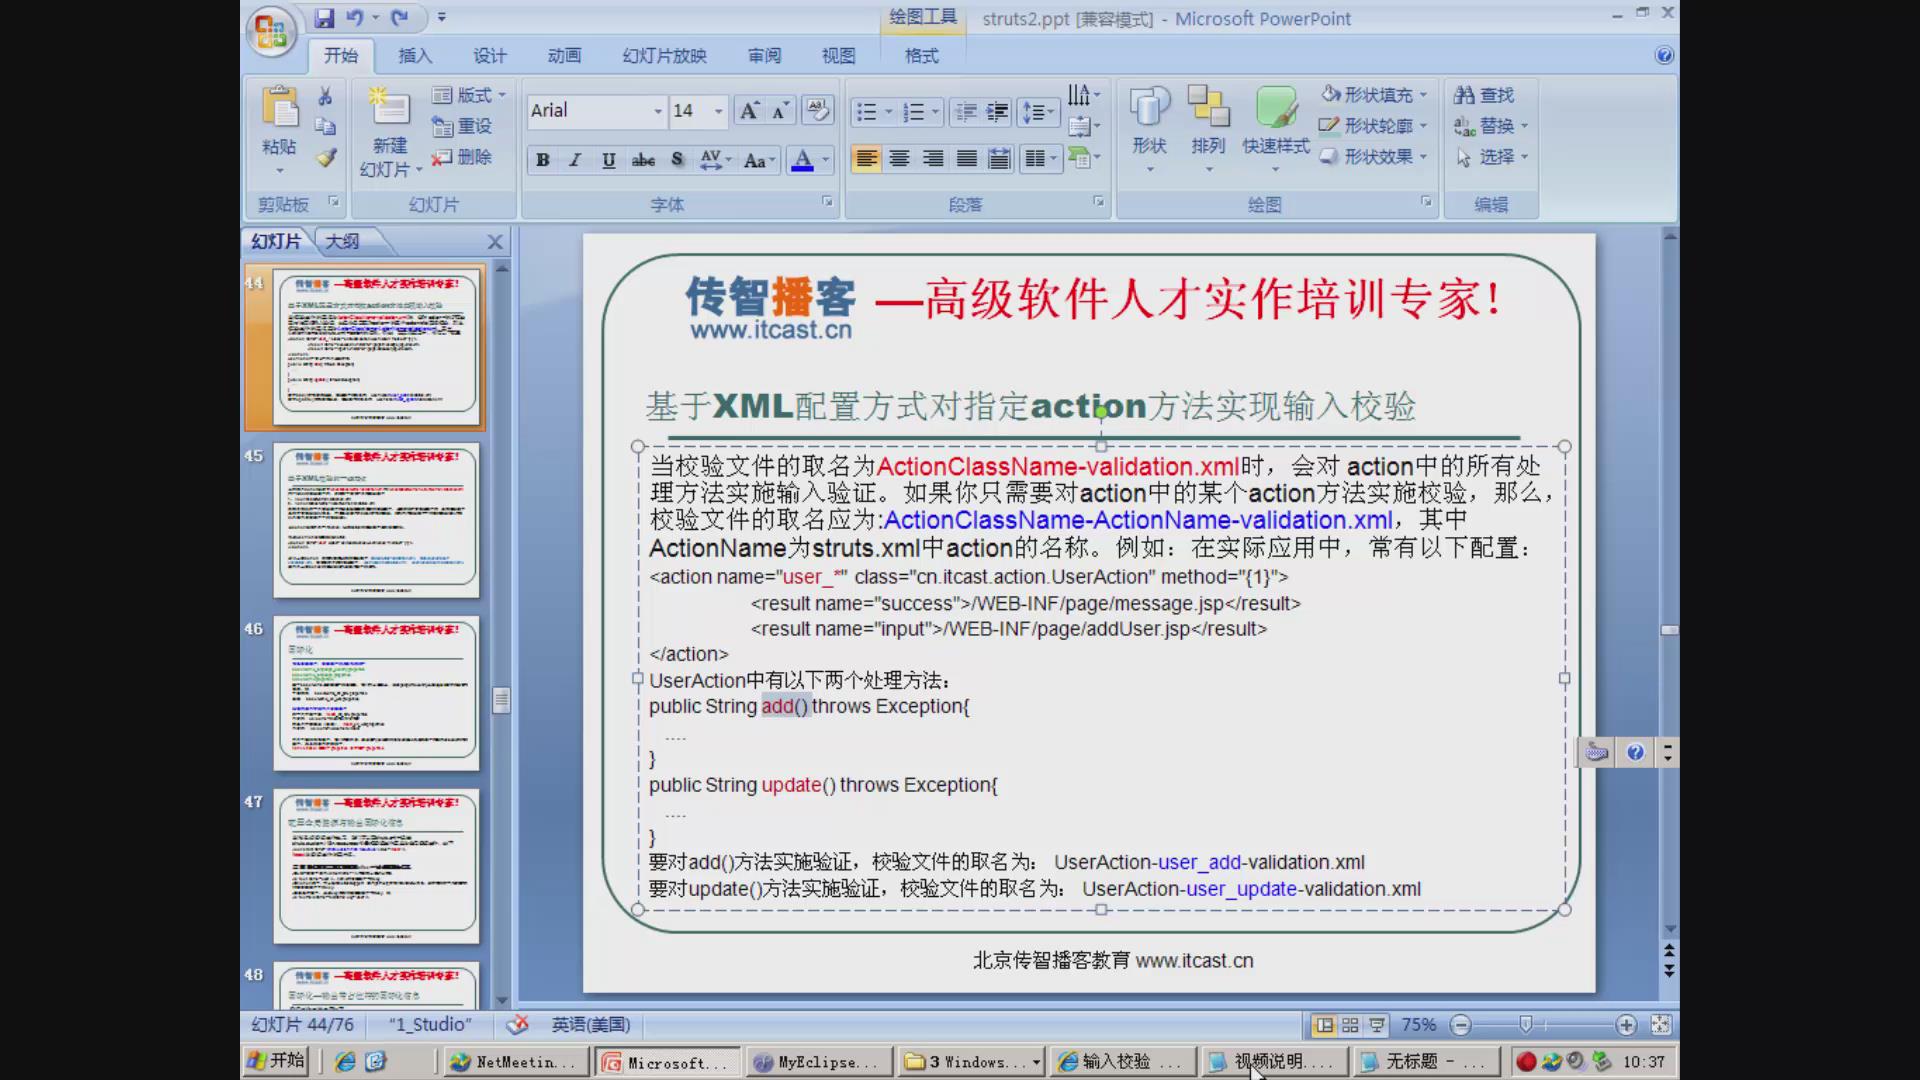 绘图工具
struts2.ppt [兼容模式] - Microsoft PowerPoint
开始 插入 设计 动画 幻灯片放映 审阅 视图 格式
粘贴
新建
幻灯片
版式
重设
删除
Arial 14
形状 排列 快速样式
形状填充
形状轮廓
形状效果
查找
替换
选择
剪贴板 幻灯片 字体 段落 绘图 编辑
幻灯片 大纲
44
45
46
47
48
传智播客 —高级软件人才实作培训专家!
www.itcast.cn
基于XML配置方式对指定action方法实现输入校验
当校验文件的取名为ActionClassName-validation.xml时，会对 action中的所有处
理方法实施输入验证。如果你只需要对action中的某个action方法实施校验，那么，
校验文件的取名应为:ActionClassName-ActionName-validation.xml，其中
ActionName为struts.xml中action的名称。例如：在实际应用中，常有以下配置：
<action name="user_*" class="cn.itcast.action.UserAction" method="{1}">
<result name="success">/WEB-INF/page/message.jsp</result>
<result name="input">/WEB-INF/page/addUser.jsp</result>
</action>
UserAction中有以下两个处理方法：
public String add() throws Exception{
....
}
public String update() throws Exception{
....
}
要对add()方法实施验证，校验文件的取名为： UserAction-user_add-validation.xml
要对update()方法实施验证，校验文件的取名为： UserAction-user_update-validation.xml
北京传智播客教育 www.itcast.cn
幻灯片 44/76 "1_Studio" 英语(美国) 75%
开始 NetMeetin... Microsoft... MyEclipse... 3 Windows... 输入校验 ... 视频说明.... 无标题 - ... 10:37